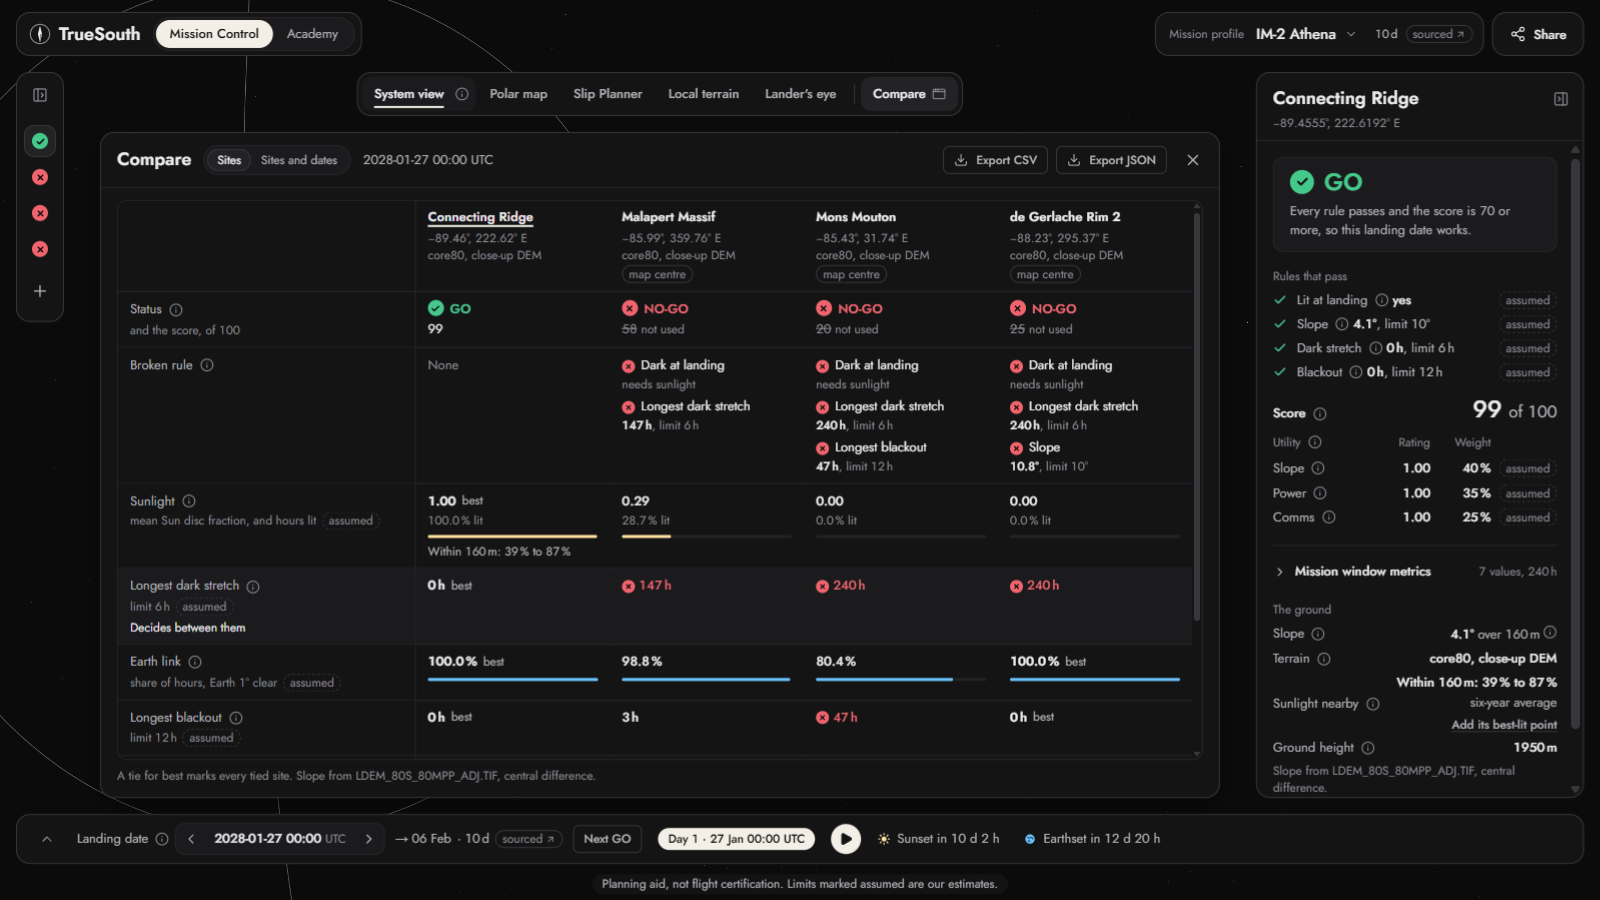 TrueSouth
Mission Control
Academy
Mission profile IM-2 Athena 10 d sourced ↗
Share
System view
Polar map
Slip Planner
Local terrain
Lander's eye
Compare
Compare
Sites
Sites and dates
2028-01-27 00:00 UTC
Export CSV
Export JSON
Connecting Ridge
−89.46°, 222.62° E
core80, close-up DEM
Malapert Massif
−85.99°, 359.76° E
core80, close-up DEM
map centre
Mons Mouton
−85.43°, 31.74° E
core80, close-up DEM
map centre
de Gerlache Rim 2
−88.23°, 295.37° E
core80, close-up DEM
map centre
Status
and the score, of 100
GO
99
NO-GO
58 not used
NO-GO
20 not used
NO-GO
25 not used
Broken rule
None
Dark at landing
needs sunlight
Longest dark stretch
147 h, limit 6 h
Dark at landing
needs sunlight
Longest dark stretch
240 h, limit 6 h
Longest blackout
47 h, limit 12 h
Dark at landing
needs sunlight
Longest dark stretch
240 h, limit 6 h
Slope
10.8°, limit 10°
Sunlight
mean Sun disc fraction, and hours lit assumed
1.00 best
100.0 % lit
Within 160 m: 39 % to 87 %
0.29
28.7 % lit
0.00
0.0 % lit
0.00
0.0 % lit
Longest dark stretch
limit 6 h assumed
Decides between them
0 h best
147 h
240 h
240 h
Earth link
share of hours, Earth 1° clear assumed
100.0 % best
98.8 %
80.4 %
100.0 % best
Longest blackout
limit 12 h assumed
0 h best
3 h
47 h
0 h best
A tie for best marks every tied site. Slope from LDEM_80S_80MPP_ADJ.TIF, central difference.
Connecting Ridge
−89.4555°, 222.6192° E
GO
Every rule passes and the score is 70 or
more, so this landing date works.
Rules that pass
Lit at landing yes assumed
Slope 4.1°, limit 10° assumed
Dark stretch 0 h, limit 6 h assumed
Blackout 0 h, limit 12 h assumed
Score 99 of 100
Utility Rating Weight
Slope 1.00 40 % assumed
Power 1.00 35 % assumed
Comms 1.00 25 % assumed
Mission window metrics 7 values, 240 h
The ground
Slope 4.1° over 160 m
Terrain core80, close-up DEM
Within 160 m: 39 % to 87 %
Sunlight nearby six-year average
Add its best-lit point
Ground height 1950 m
Slope from LDEM_80S_80MPP_ADJ.TIF, central
difference.
Landing date 2028-01-27 00:00 UTC → 06 Feb · 10 d sourced ↗ Next GO Day 1 · 27 Jan 00:00 UTC Sunset in 10 d 2 h Earthset in 12 d 20 h
Planning aid, not flight certification. Limits marked assumed are our estimates.